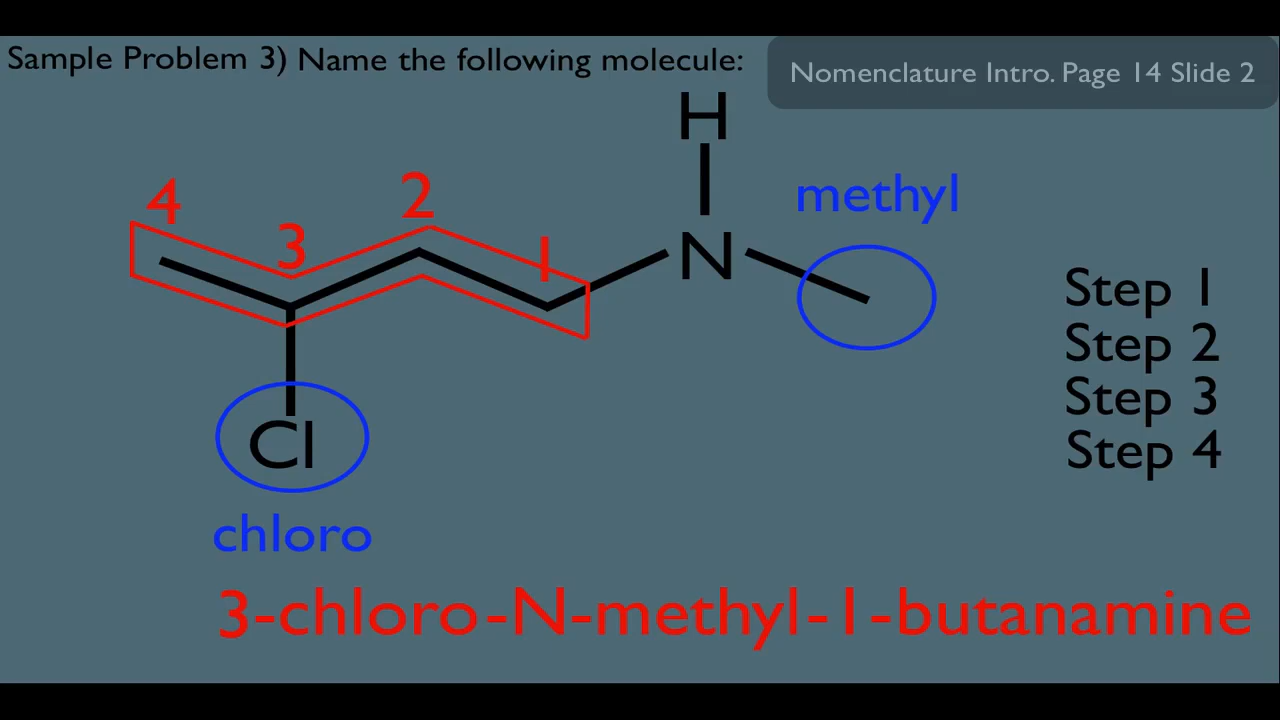 Sample Problem 3) Name the following molecule:
Nomenclature Intro. Page 14 Slide 2
H
methyl
4
3
2
1
N
Cl
chloro
Step 1
Step 2
Step 3
Step 4
3-chloro-N-methyl-1-butanamine